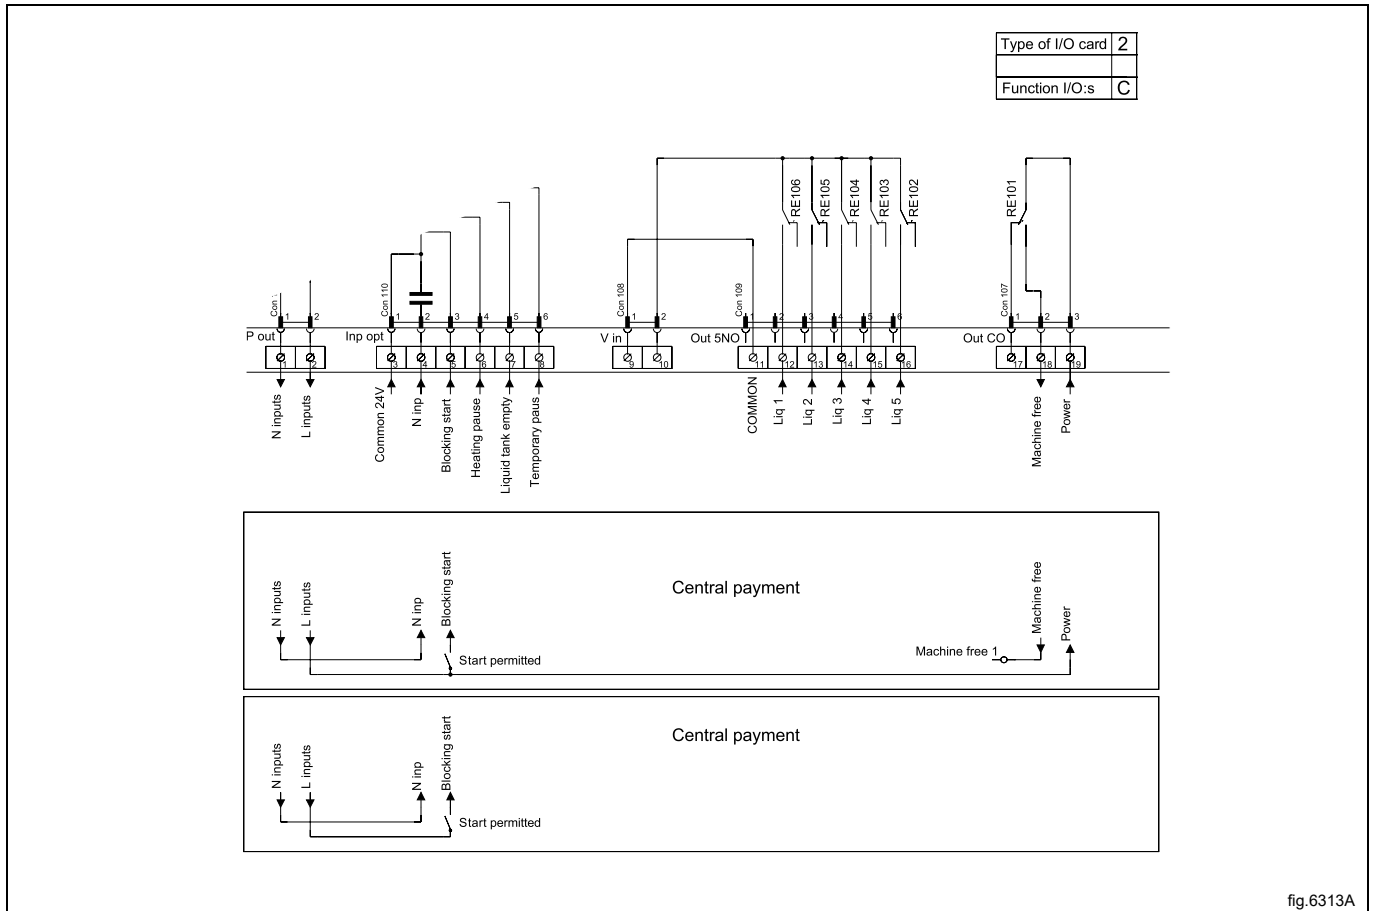 Type of I/O card 2
Function I/O:s C
RE106
RE105
RE104
RE103
RE102
RE101
Con 110
Con 108
Con 109
Con 107
1 2
1 2 3 4 5 6
1 2
1 2 3 4 5 6
1 2 3
P out
Inp opt
V in
Out 5NO
Out CO
1 2
3 4 5 6 7 8
9 10
11 12 13 14 15 16
17 18 19
N inputs
L inputs
Common 24V
N inp
Blocking start
Heating pause
Liquid tank empty
Temporary paus
COMMON
Liq 1
Liq 2
Liq 3
Liq 4
Liq 5
Machine free
Power
Central payment
N inputs
L inputs
N inp
Blocking start
Start permitted
Machine free 1
Machine free
Power
Central payment
N inputs
L inputs
N inp
Blocking start
Start permitted
fig.6313A